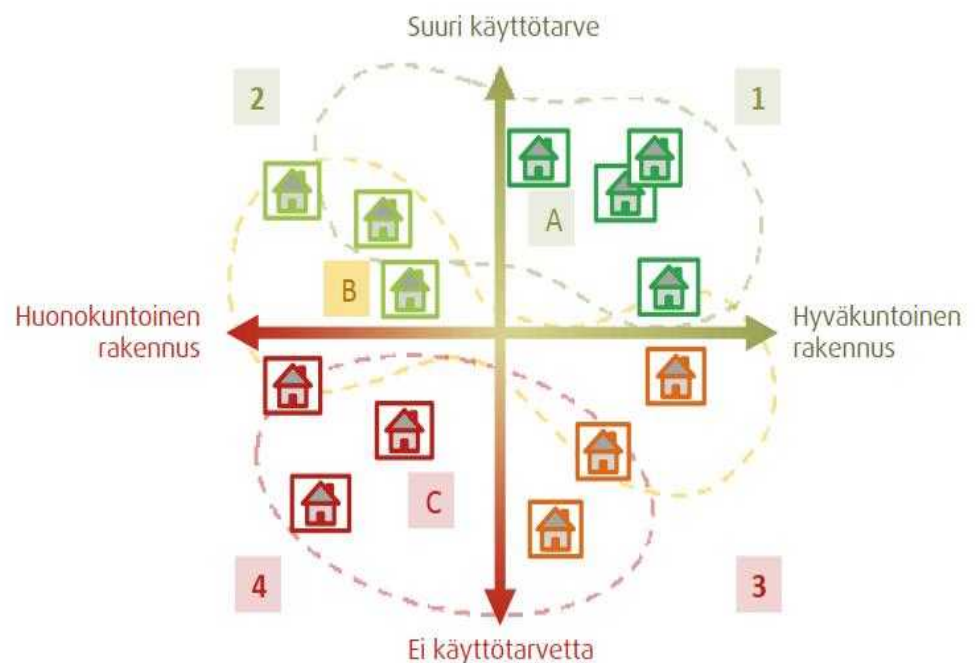 Suuri käyttötarve
2
1
A
B
Huonokuntoinen
rakennus
Hyväkuntoinen
rakennus
C
4
3
Ei käyttötarvetta